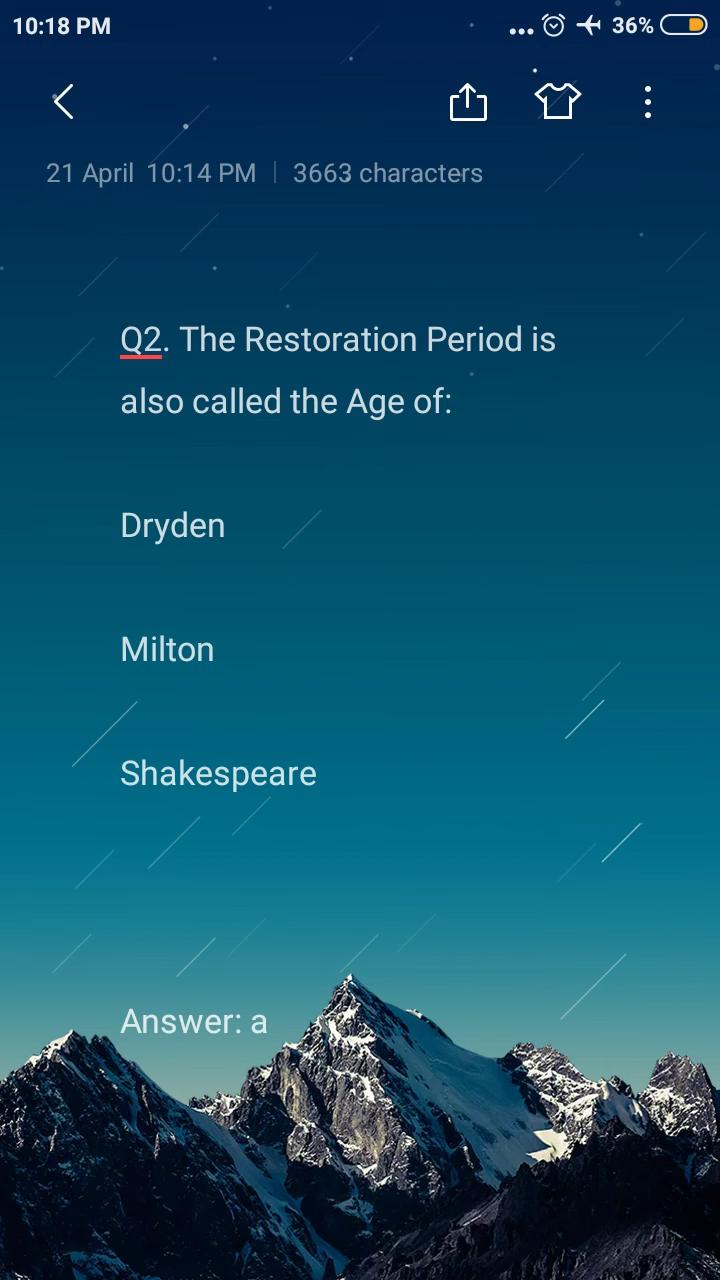 10:18 PM
36%
21 April 10:14 PM | 3663 characters
Q2. The Restoration Period is
also called the Age of:
Dryden
Milton
Shakespeare
Answer: a